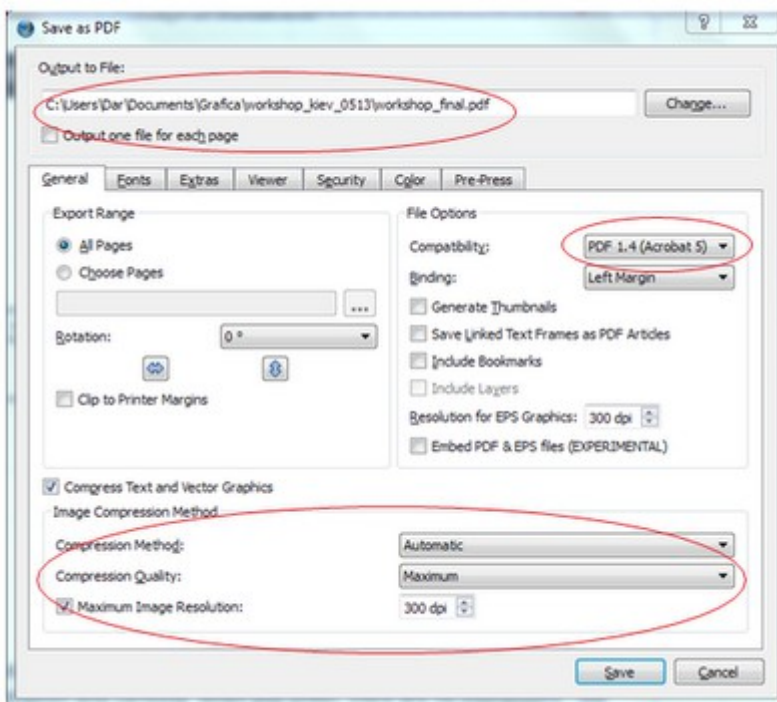 Save as PDF
Output to File:
C:\Users\Dar\Documents\Grafica\workshop_kiev_0513\workshop_final.pdf
Change...
Output one file for each page
General Fonts Extras Viewer Security Color Pre-Press
Export Range
All Pages
Choose Pages
...
Rotation: 0 °
Clip to Printer Margins
File Options
Compatibility: PDF 1.4 (Acrobat 5)
Binding: Left Margin
Generate Thumbnails
Save Linked Text Frames as PDF Articles
Include Bookmarks
Include Layers
Resolution for EPS Graphics: 300 dpi
Embed PDF & EPS files (EXPERIMENTAL)
Compress Text and Vector Graphics
Image Compression Method
Compression Method: Automatic
Compression Quality: Maximum
Maximum Image Resolution: 300 dpi
Save Cancel